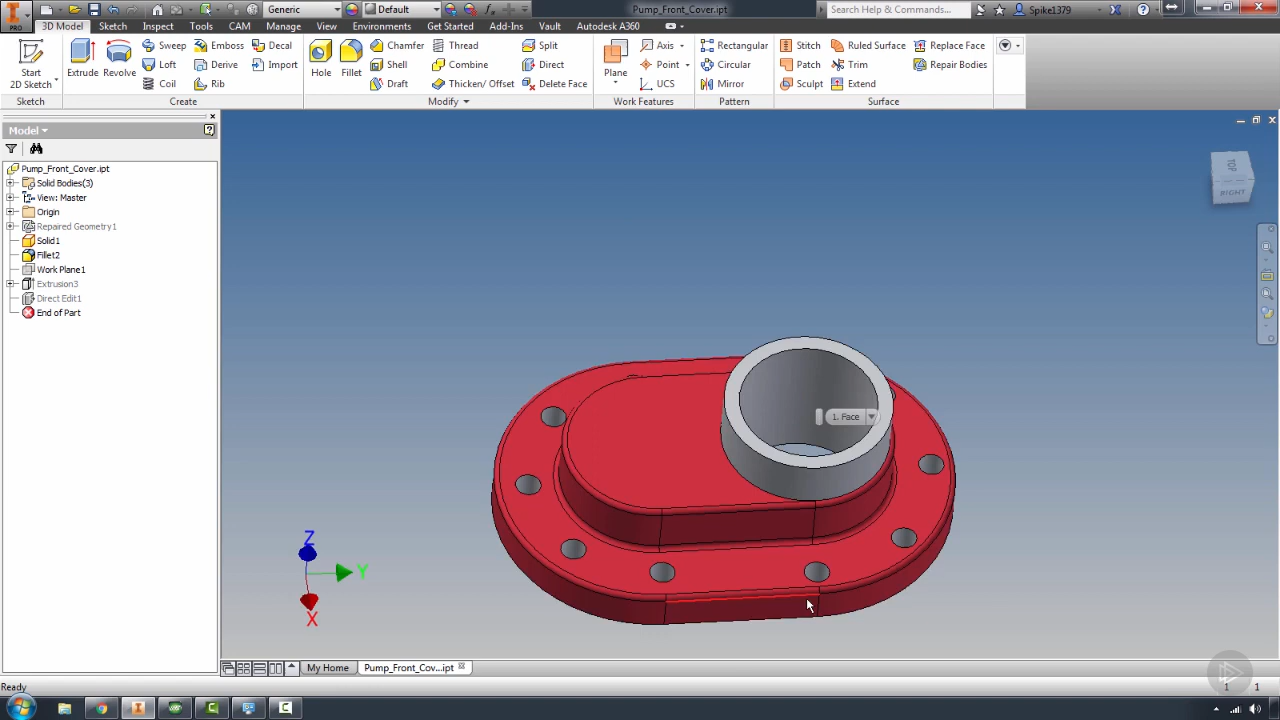 PRO
Generic
Default
Pump_Front_Cover.ipt
Search Help & Commands...
Spike1379
3D Model Sketch Inspect Tools CAM Manage View Environments Get Started Add-Ins Vault Autodesk A360
Start 2D Sketch
Extrude
Revolve
Sweep
Loft
Coil
Emboss
Derive
Rib
Decal
Import
Hole
Fillet
Chamfer
Shell
Draft
Thread
Combine
Thicken/ Offset
Split
Direct
Delete Face
Plane
Axis
Point
UCS
Rectangular
Circular
Mirror
Stitch
Patch
Sculpt
Ruled Surface
Trim
Extend
Replace Face
Repair Bodies
Sketch
Create
Modify
Work Features
Pattern
Surface
Model
Pump_Front_Cover.ipt
Solid Bodies(3)
View: Master
Origin
Repaired Geometry1
Solid1
Fillet2
Work Plane1
Extrusion3
Direct Edit1
End of Part
TOP
RIGHT
1. Face
Z
Y
X
My Home
Pump_Front_Cov...ipt
Ready
1
1